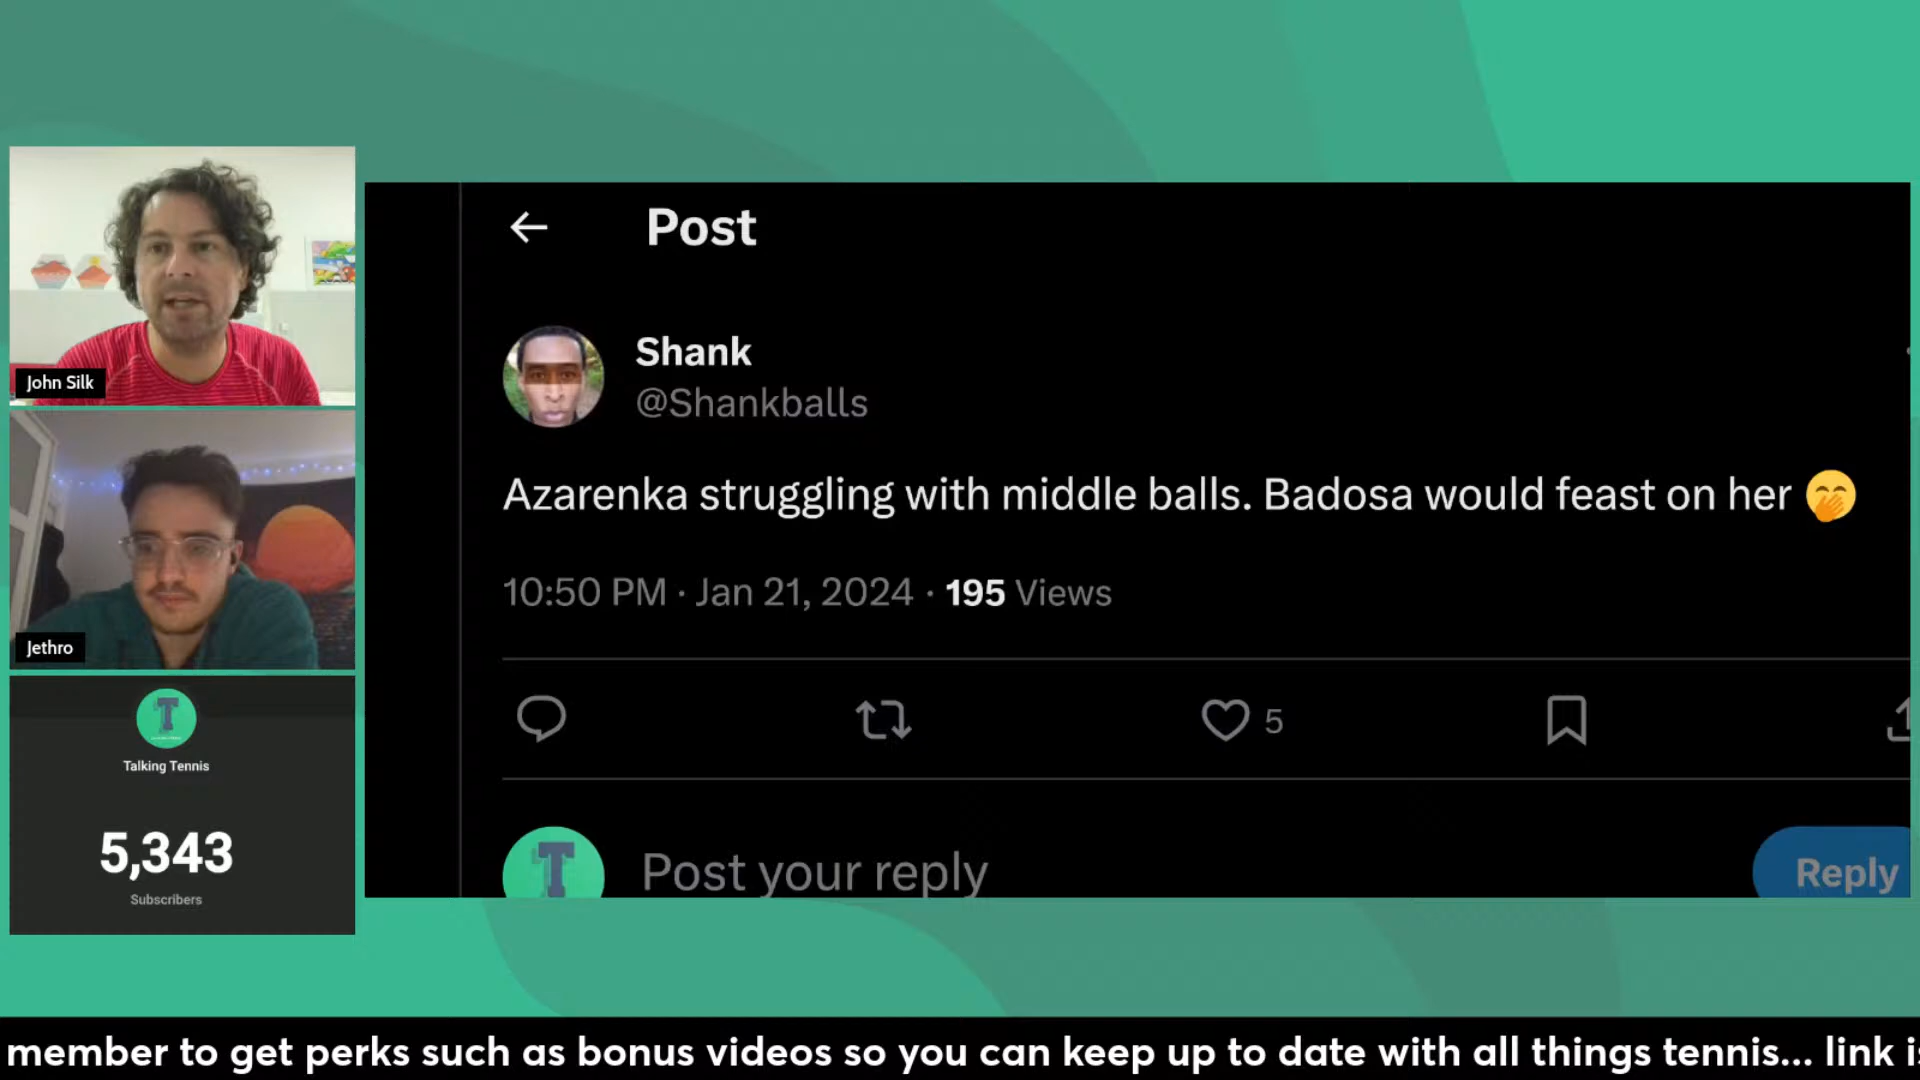 John Silk
Jethro
T
Talking Tennis
5,343
Subscribers
Post
Shank
@Shankballs
Azarenka struggling with middle balls. Badosa would feast on her 🤭
10:50 PM · Jan 21, 2024 · 195 Views
5
T
Post your reply
Reply
member to get perks such as bonus videos so you can keep up to date with all things tennis... link is